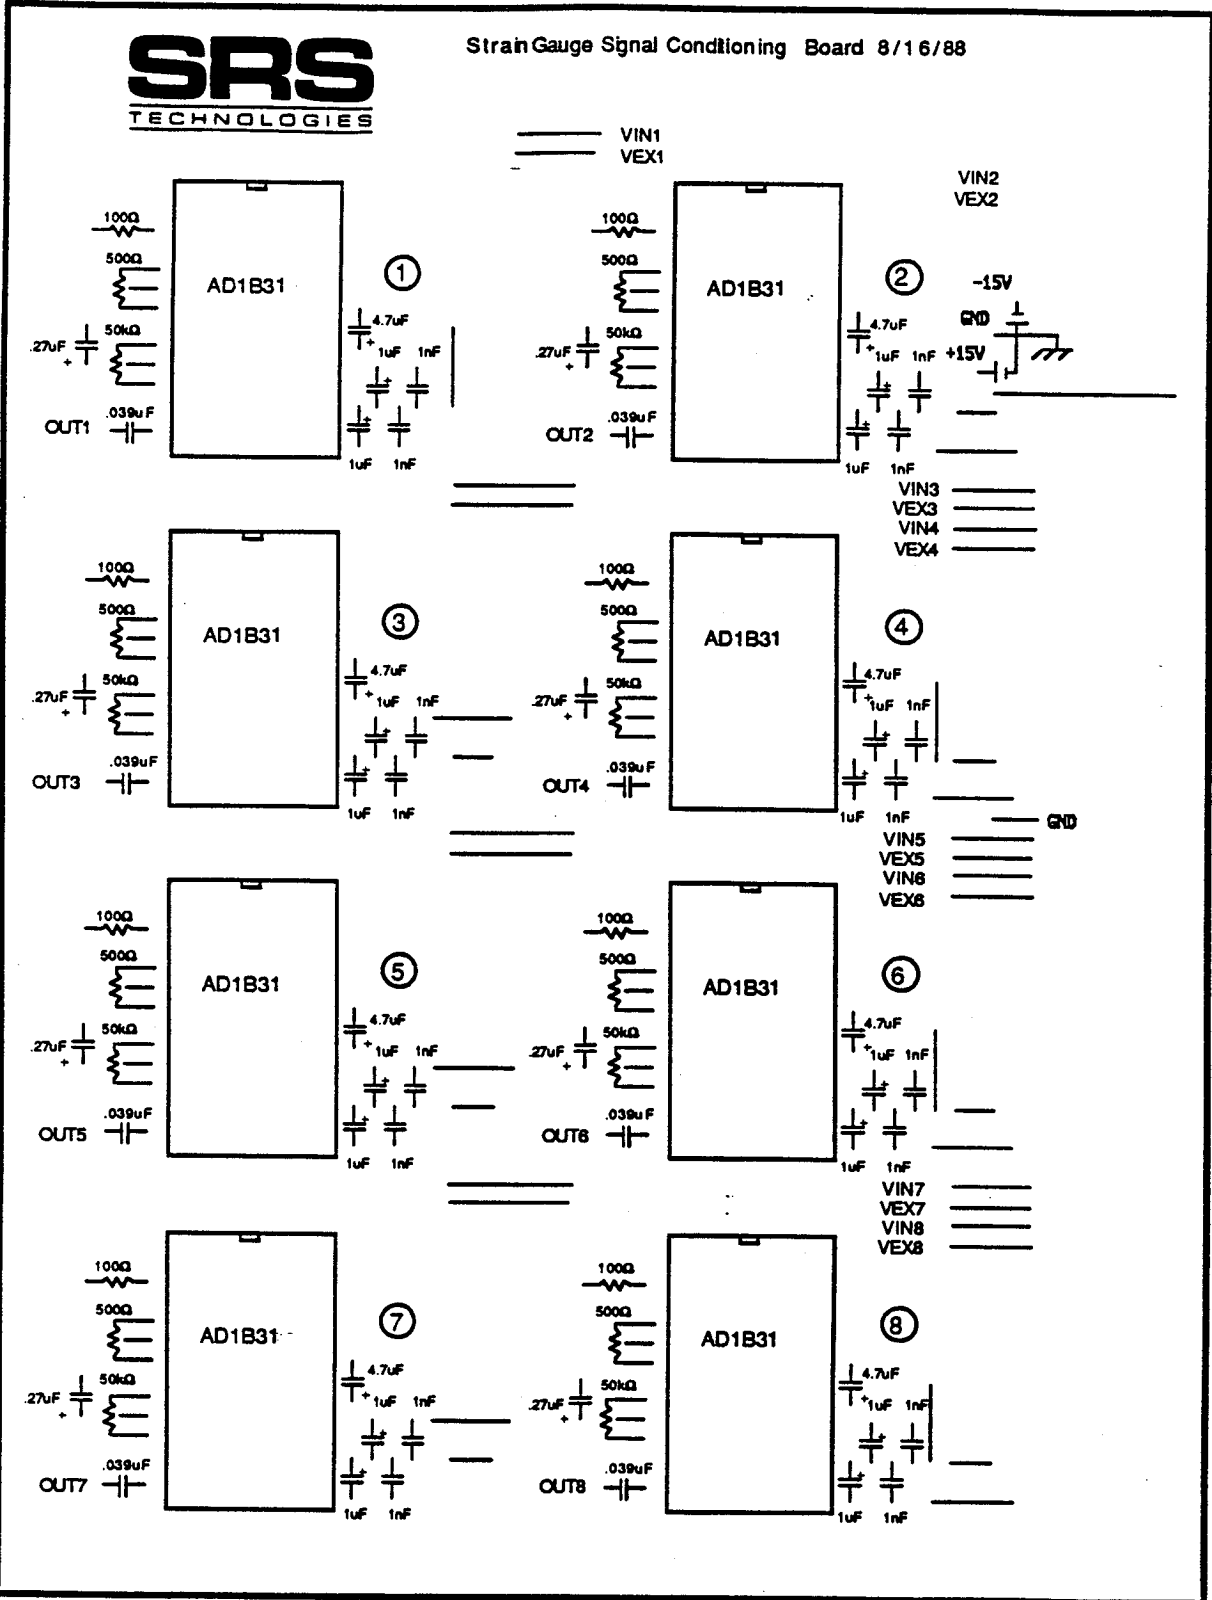 SRS
TECHNOLOGIES
Strain Gauge Signal Condtioning Board 8/16/88
VIN1
VEX1
VIN2
VEX2
100Ω
500Ω
AD1B31
1
4.7uF
+
50kΩ
.27uF
+
1uF 1nF
+
.039uF
OUT1
+
1uF 1nF
100Ω
500Ω
AD1B31
2
-15V
GND
+15V
4.7uF
+
50kΩ
.27uF
+
1uF 1nF
+
.039uF
OUT2
+
1uF 1nF
VIN3
VEX3
VIN4
VEX4
100Ω
500Ω
AD1B31
3
4.7uF
+
50kΩ
.27uF
+
1uF 1nF
+
.039uF
OUT3
+
1uF 1nF
100Ω
500Ω
AD1B31
4
4.7uF
+
50kΩ
.27uF
+
1uF 1nF
+
.039uF
OUT4
+
1uF 1nF
GND
VIN5
VEX5
VIN6
VEX6
100Ω
500Ω
AD1B31
5
4.7uF
+
50kΩ
.27uF
+
1uF 1nF
+
.039uF
OUT5
+
1uF 1nF
100Ω
500Ω
AD1B31
6
4.7uF
+
50kΩ
.27uF
+
1uF 1nF
+
.039uF
OUT6
+
1uF 1nF
VIN7
VEX7
VIN8
VEX8
100Ω
500Ω
AD1B31
7
4.7uF
+
50kΩ
.27uF
+
1uF 1nF
+
.039uF
OUT7
+
1uF 1nF
100Ω
500Ω
AD1B31
8
4.7uF
+
50kΩ
.27uF
+
1uF 1nF
+
.039uF
OUT8
+
1uF 1nF